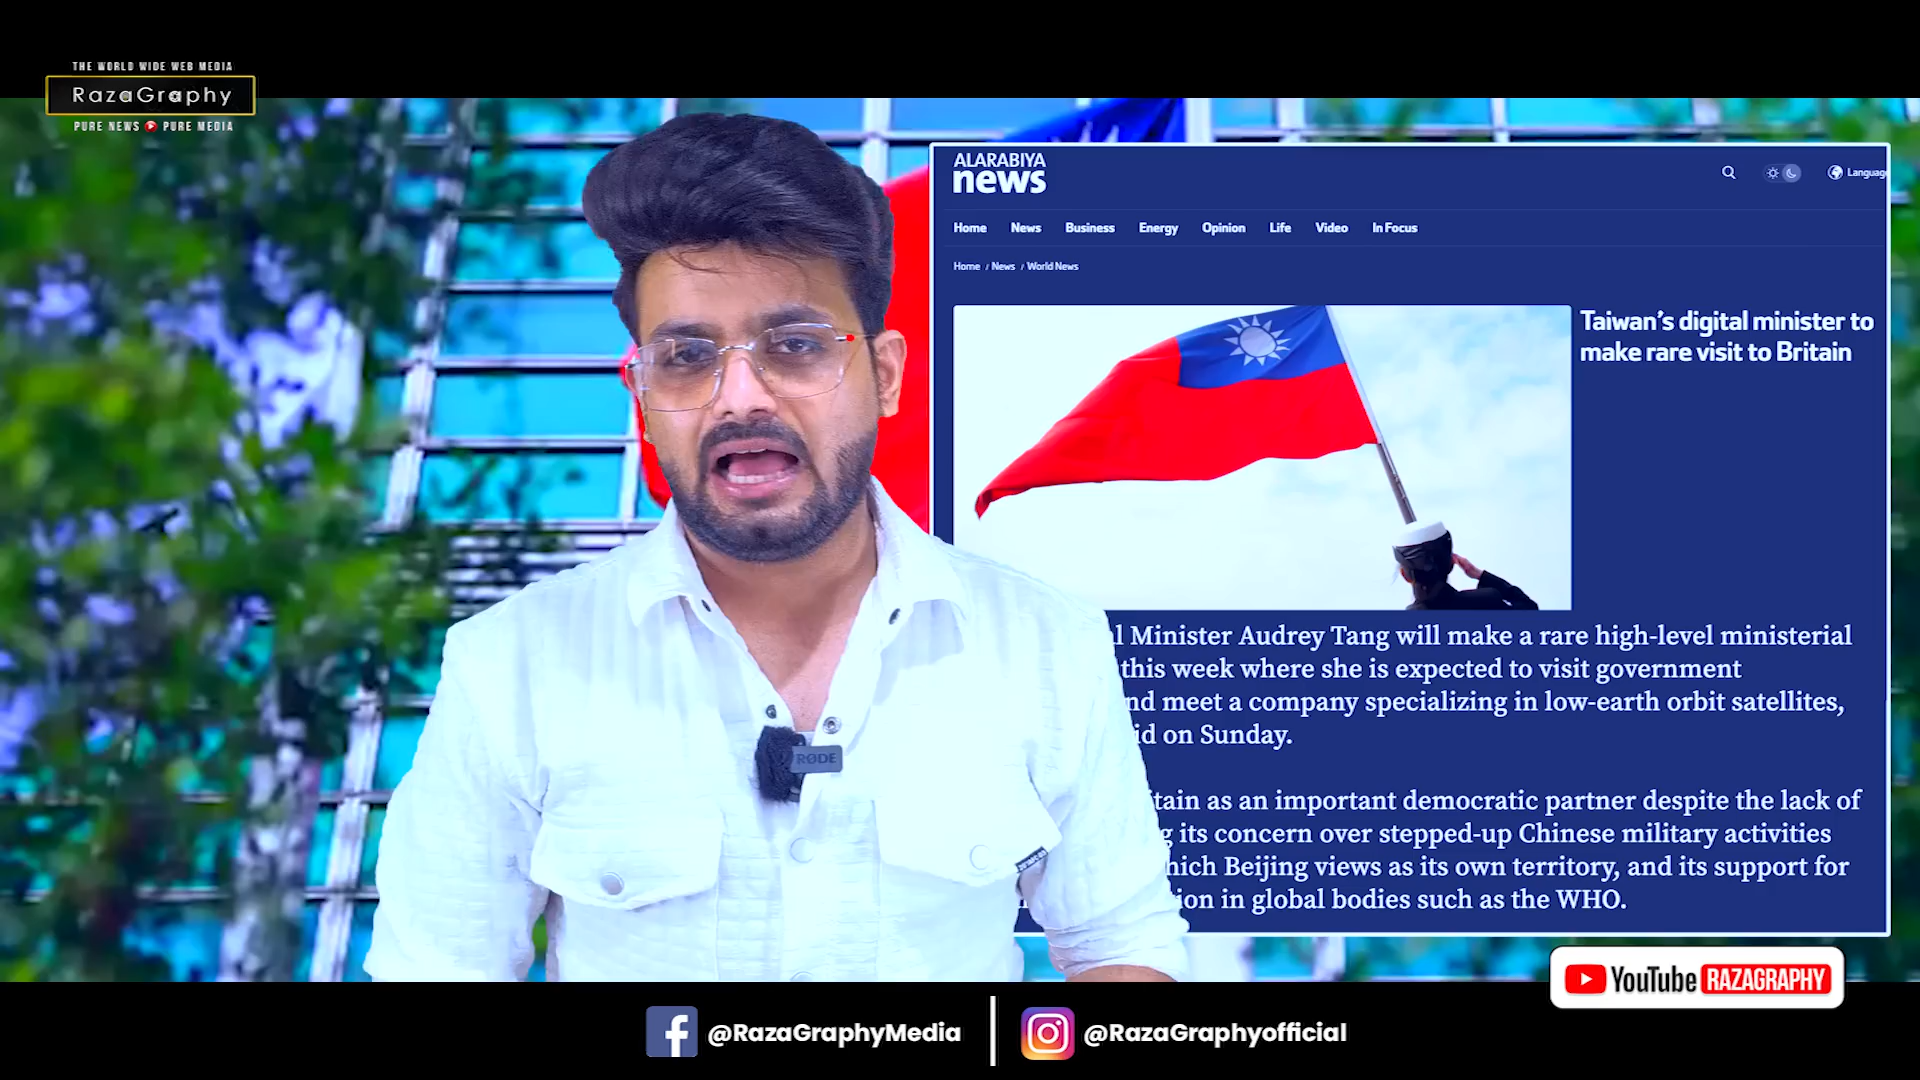 THE WORLD WIDE WEB MEDIA
RazaGraphy
PURE NEWS PURE MEDIA
ALARABIYA
news
Language
Home News Business Energy Opinion Life Video In Focus
Home / News / World News
Taiwan's digital minister to
make rare visit to Britain
Minister Audrey Tang will make a rare high-level ministerial
this week where she is expected to visit government
meet a company specializing in low-earth orbit satellites,
on Sunday.
as an important democratic partner despite the lack of
its concern over stepped-up Chinese military activities
Beijing views as its own territory, and its support for
in global bodies such as the WHO.
RØDE
YouTube RAZAGRAPHY
@RazaGraphyMedia
@RazaGraphyofficial